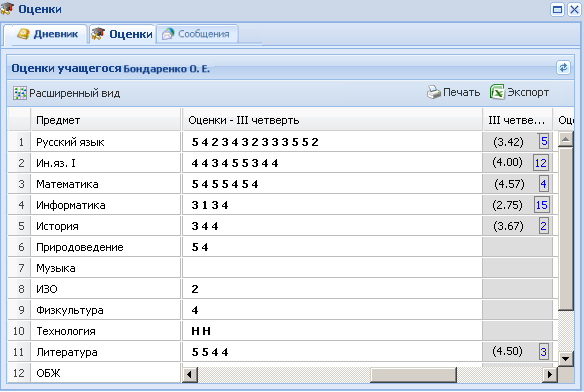 Оценки
Дневник Оценки Сообщения
Оценки учащегося Бондаренко О. Е.
Расширенный вид Печать Экспорт
Предмет Оценки - III четверть III четве... Оце
1 Русский язык 5 4 2 3 4 3 2 3 3 3 5 5 2 (3.42) 5
2 Ин.яз. I 4 4 3 4 5 5 3 4 4 (4.00) 12
3 Математика 5 4 5 5 4 5 4 (4.57) 4
4 Информатика 3 1 3 4 (2.75) 15
5 История 3 4 4 (3.67) 2
6 Природоведение 5 4
7 Музыка
8 ИЗО 2
9 Физкультура 4
10 Технология Н Н
11 Литература 5 5 4 4 (4.50) 3
12 ОБЖ